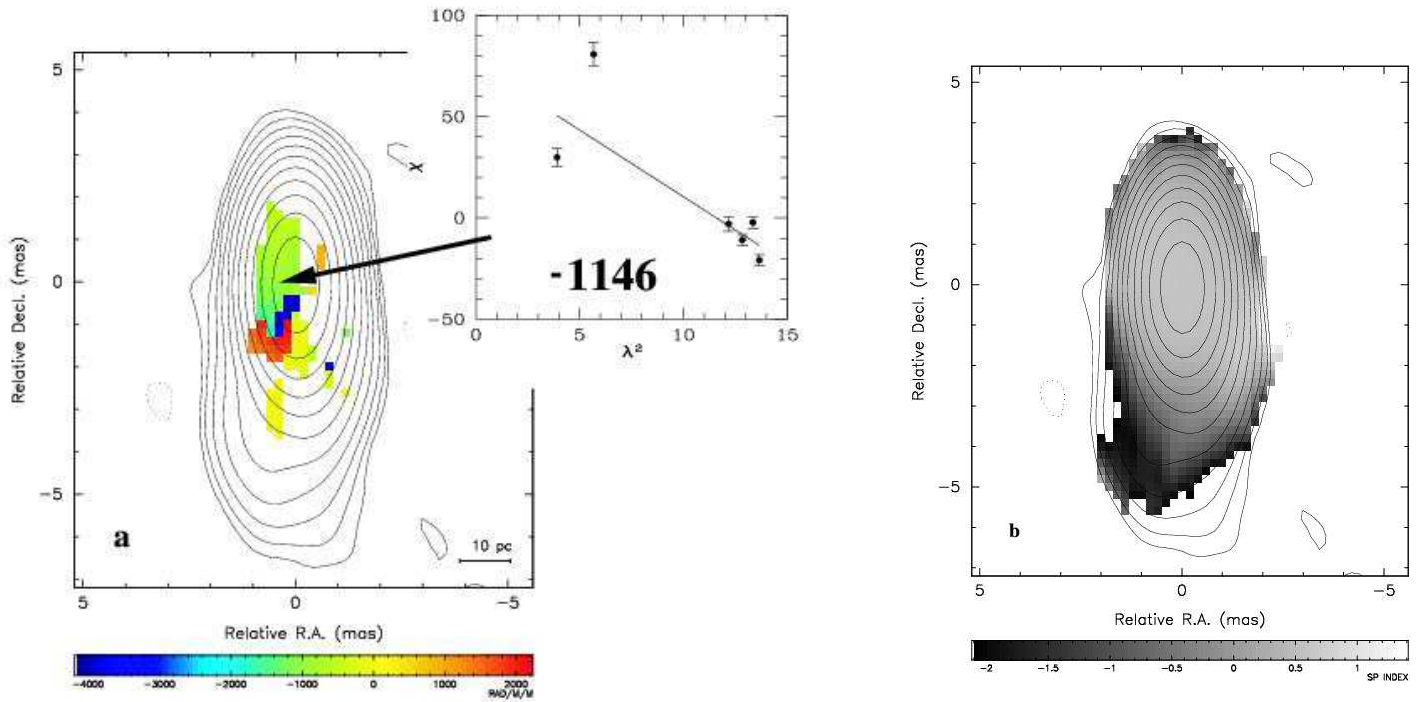 100
50
0
-50
0 5 10 15
χ
λ²
-1146
5
0
-5
Relative Decl. (mas)
a
10 pc
5 0 -5
Relative R.A. (mas)
-4000 -3000 -2000 -1000 0 1000 2000
RAD/M/M
5
0
-5
Relative Decl. (mas)
b
5 0 -5
Relative R.A. (mas)
-2 -1.5 -1 -0.5 0 0.5 1
SP INDEX